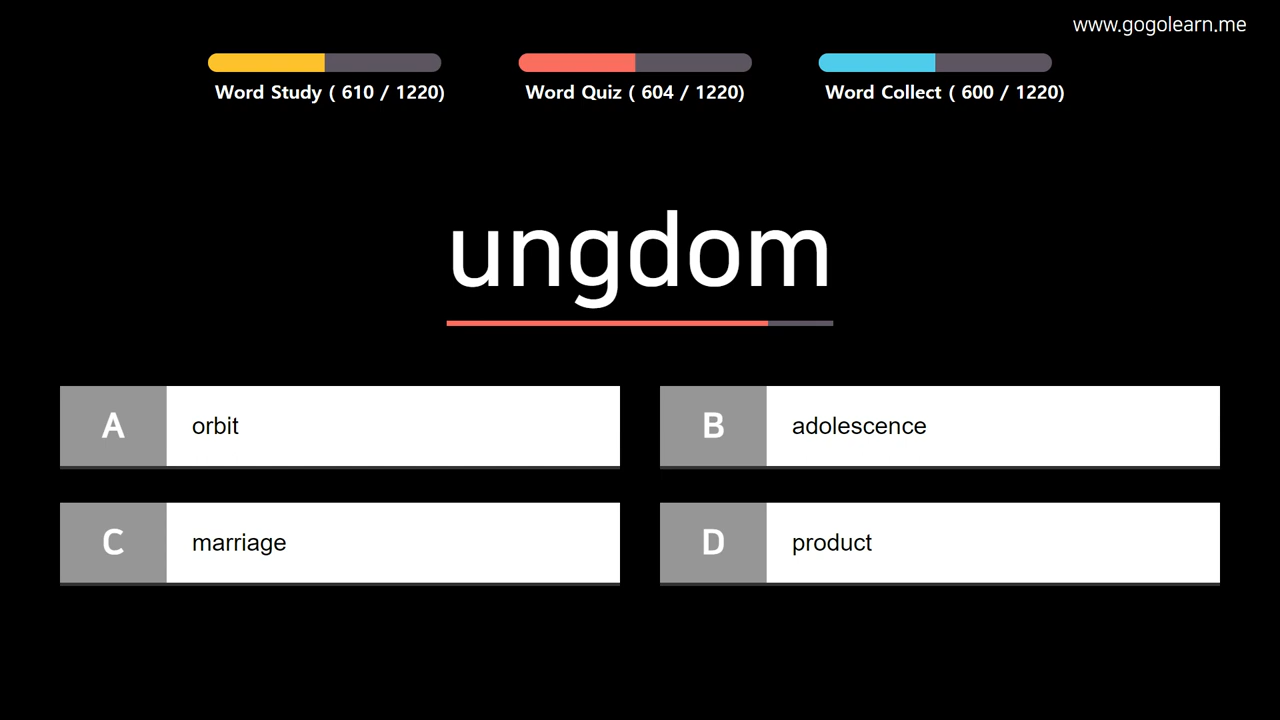 www.gogolearn.me
Word Study ( 610 / 1220)
Word Quiz ( 604 / 1220)
Word Collect ( 600 / 1220)
ungdom
A orbit
B adolescence
C marriage
D product